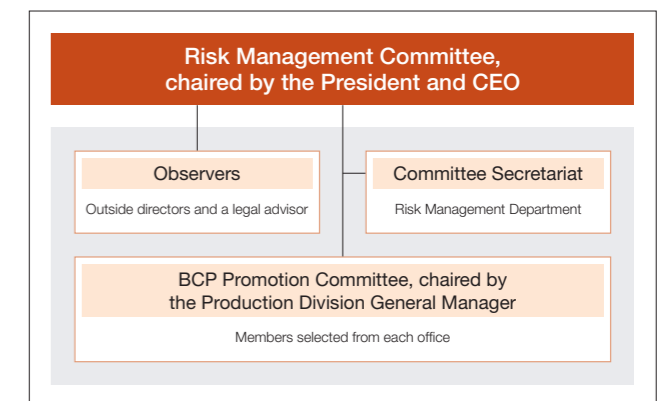 Risk Management Committee,
chaired by the President and CEO
Observers
Outside directors and a legal advisor
Committee Secretariat
Risk Management Department
BCP Promotion Committee, chaired by
the Production Division General Manager
Members selected from each office